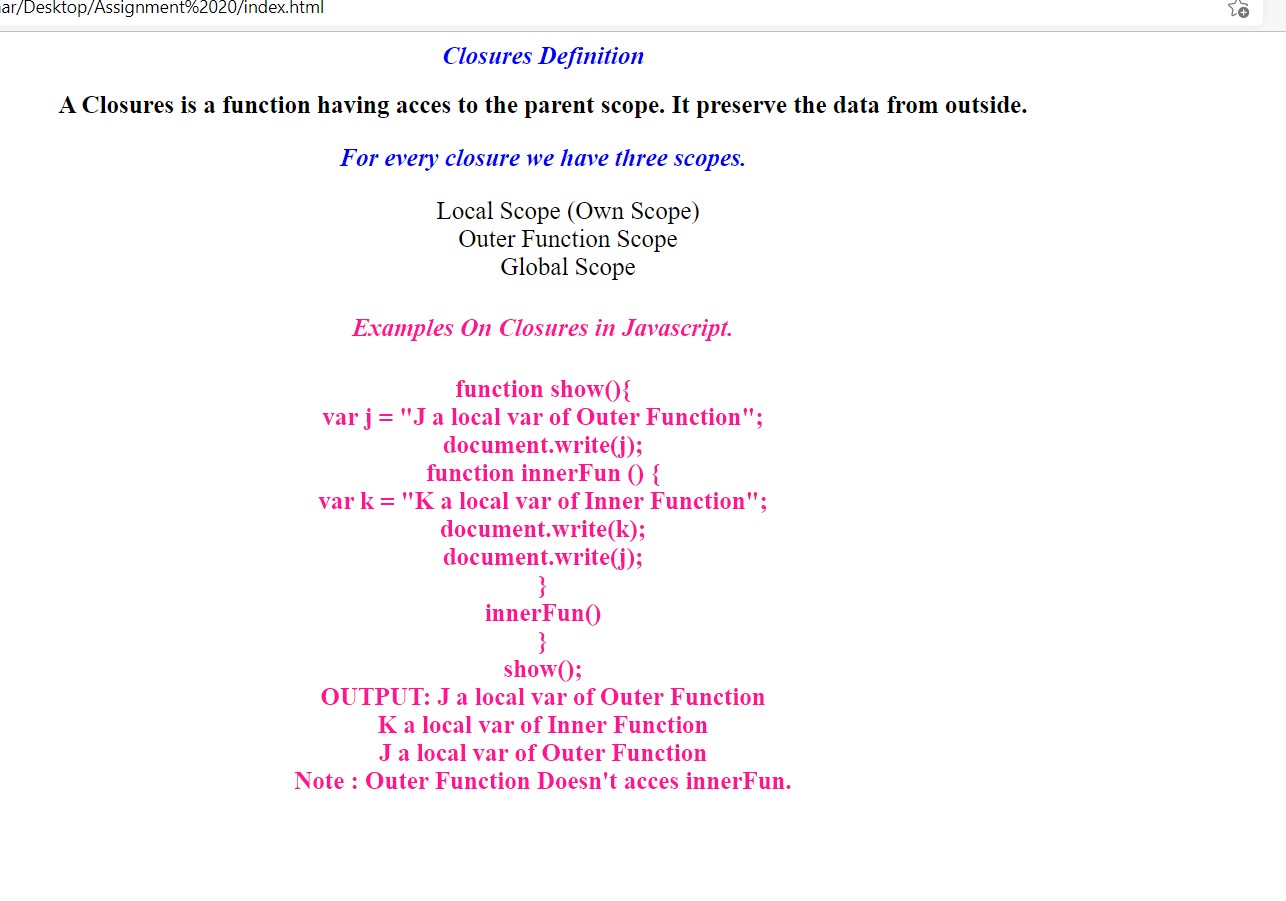 ar/Desktop/Assignment%2020/index.html
Closures Definition
A Closures is a function having acces to the parent scope. It preserve the data from outside.
For every closure we have three scopes.
Local Scope (Own Scope)
Outer Function Scope
Global Scope
Examples On Closures in Javascript.
function show(){
var j = "J a local var of Outer Function";
document.write(j);
function innerFun () {
var k = "K a local var of Inner Function";
document.write(k);
document.write(j);
}
innerFun()
}
show();
OUTPUT: J a local var of Outer Function
K a local var of Inner Function
J a local var of Outer Function
Note : Outer Function Doesn't acces innerFun.